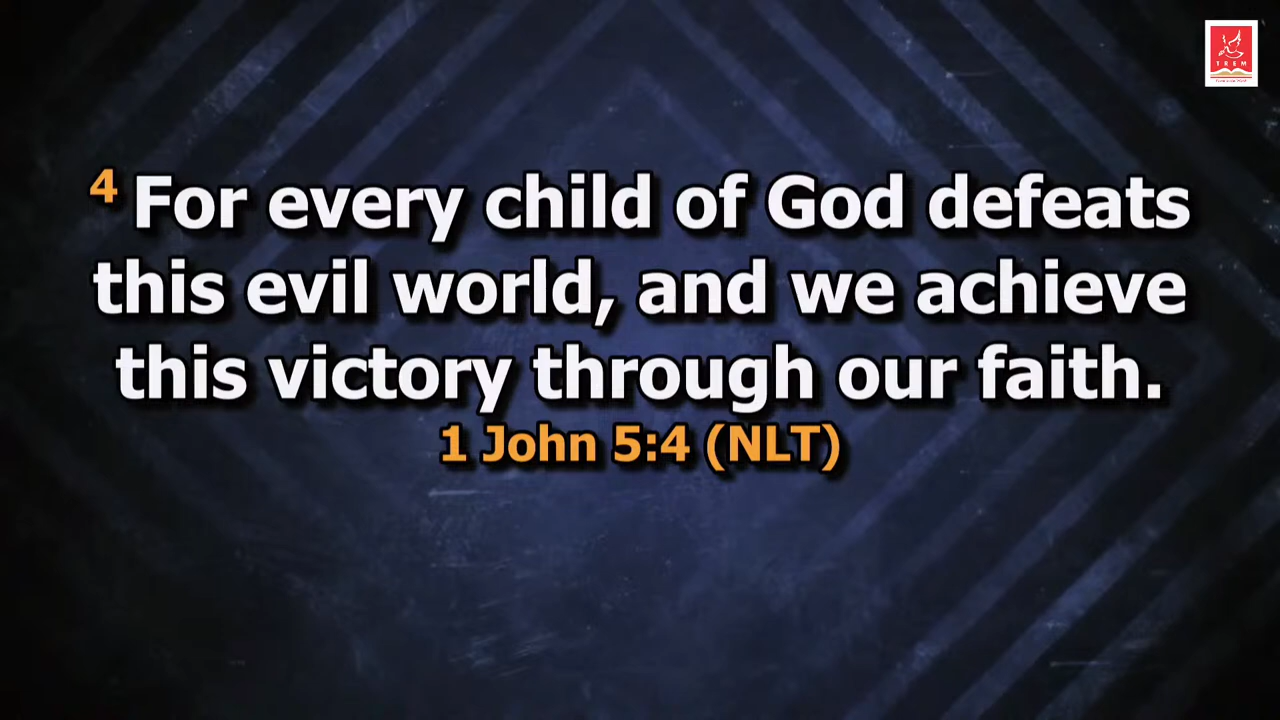 4 For every child of God defeats
this evil world, and we achieve
this victory through our faith.
1 John 5:4 (NLT)
TREM